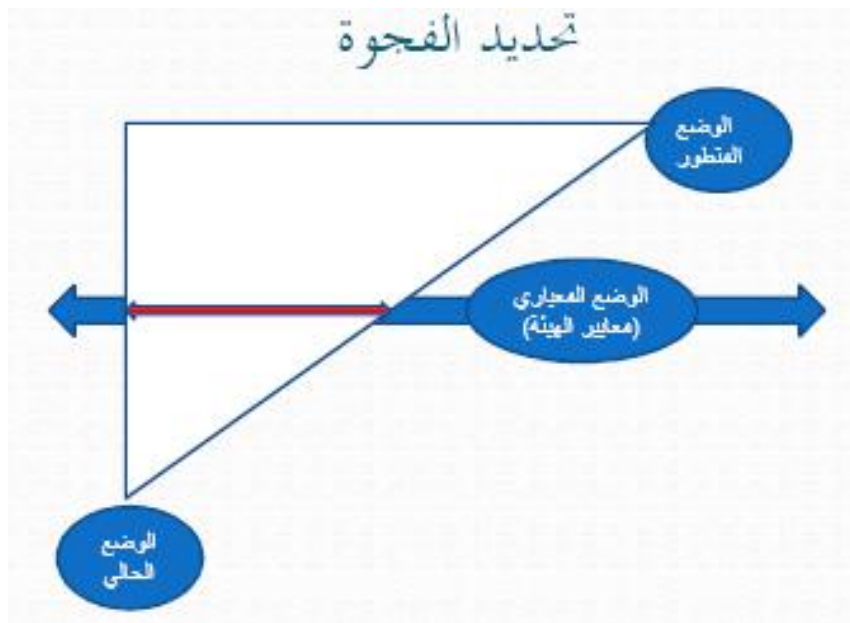 تحديد الفجوة
الوضع
المتطور
الوضع المعياري
(معايير الهيئة)
الوضع
الحالي